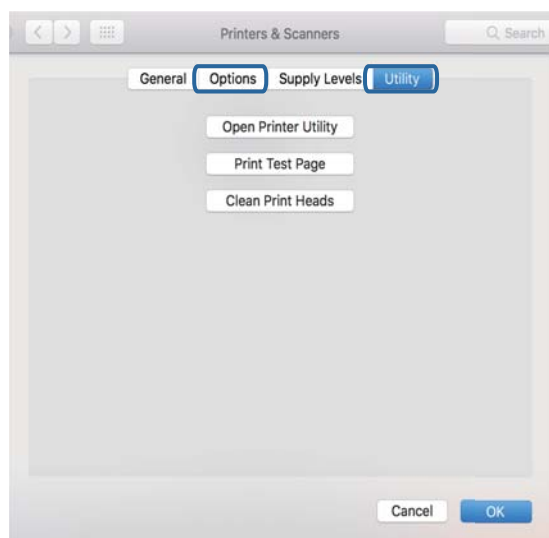 Printers & Scanners Search
General Options Supply Levels Utility
Open Printer Utility
Print Test Page
Clean Print Heads
Cancel OK